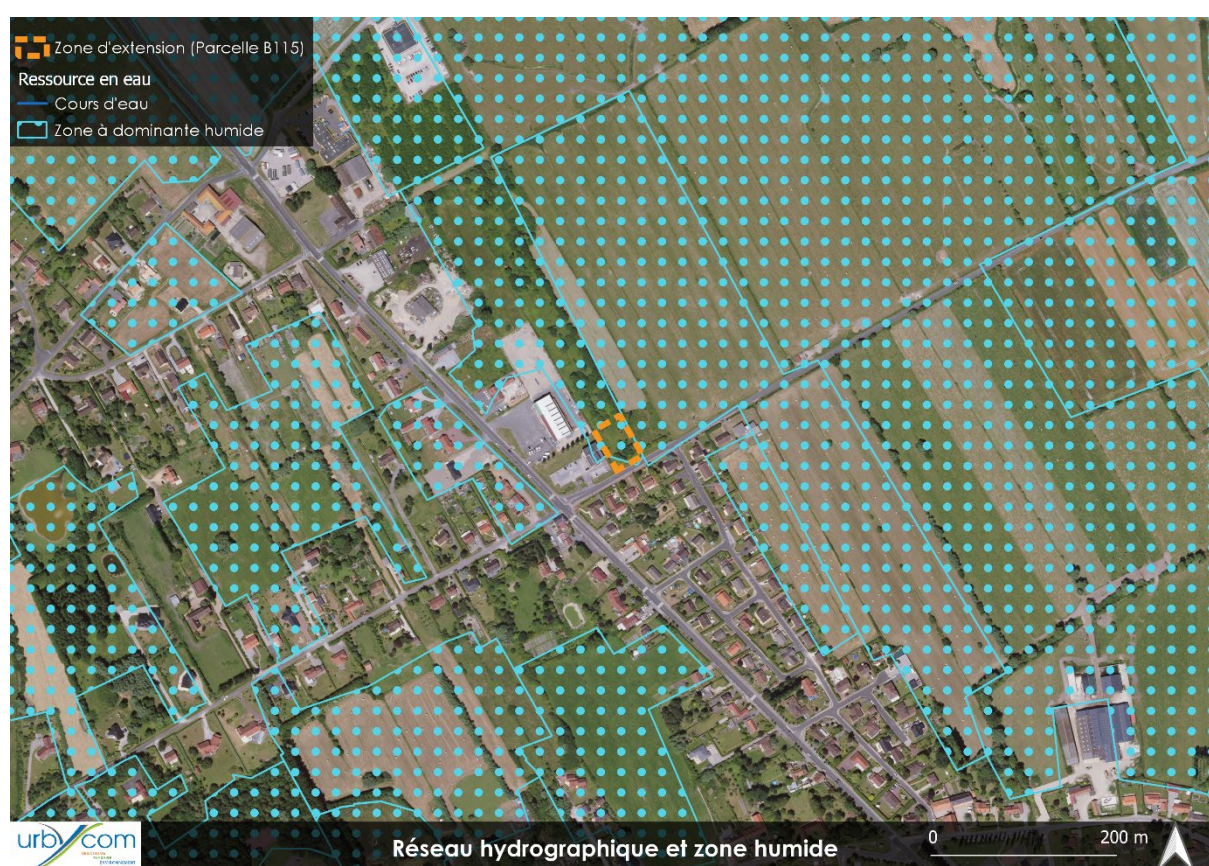 Zone d'extension (Parcelle B115)
Ressource en eau
Cours d'eau
Zone à dominante humide
urbycom
Réseau hydrographique et zone humide
0
200 m